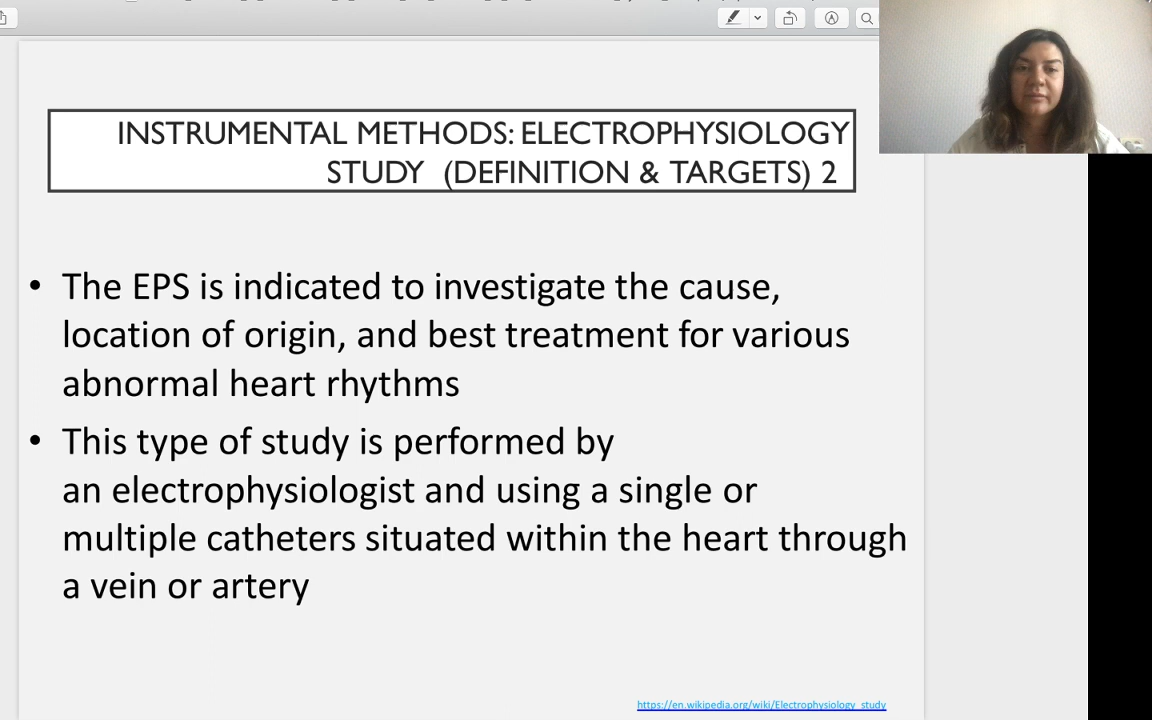 INSTRUMENTAL METHODS: ELECTROPHYSIOLOGY
STUDY (DEFINITION & TARGETS) 2
• The EPS is indicated to investigate the cause,
location of origin, and best treatment for various
abnormal heart rhythms
• This type of study is performed by
an electrophysiologist and using a single or
multiple catheters situated within the heart through
a vein or artery
https://en.wikipedia.org/wiki/Electrophysiology_study